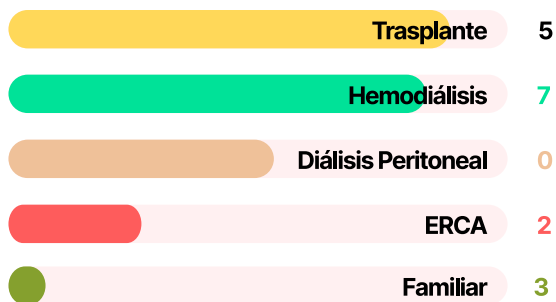 Trasplante 5
Hemodiálisis 7
Diálisis Peritoneal 0
ERCA 2
Familiar 3